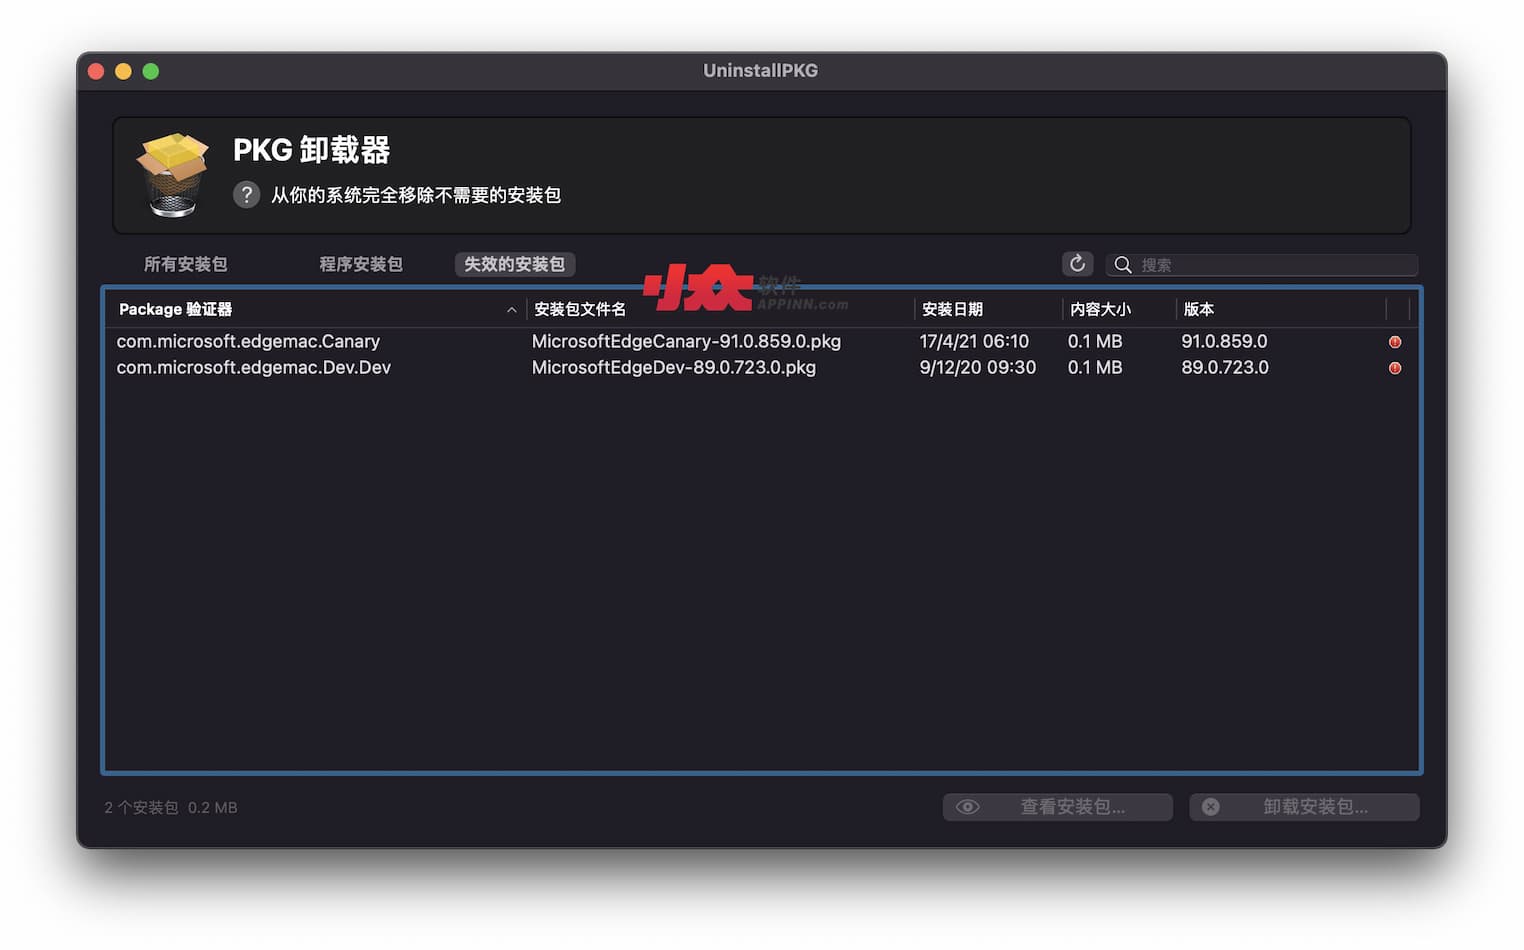 UninstallPKG
PKG 卸载器
? 从你的系统完全移除不需要的安装包
所有安装包 程序安装包 失效的安装包 搜索
小众软件
APPINN.com
Package 验证器 安装包文件名 安装日期 内容大小 版本
com.microsoft.edgemac.Canary MicrosoftEdgeCanary-91.0.859.0.pkg 17/4/21 06:10 0.1 MB 91.0.859.0
com.microsoft.edgemac.Dev.Dev MicrosoftEdgeDev-89.0.723.0.pkg 9/12/20 09:30 0.1 MB 89.0.723.0
2 个安装包 0.2 MB 查看安装包... 卸载安装包...